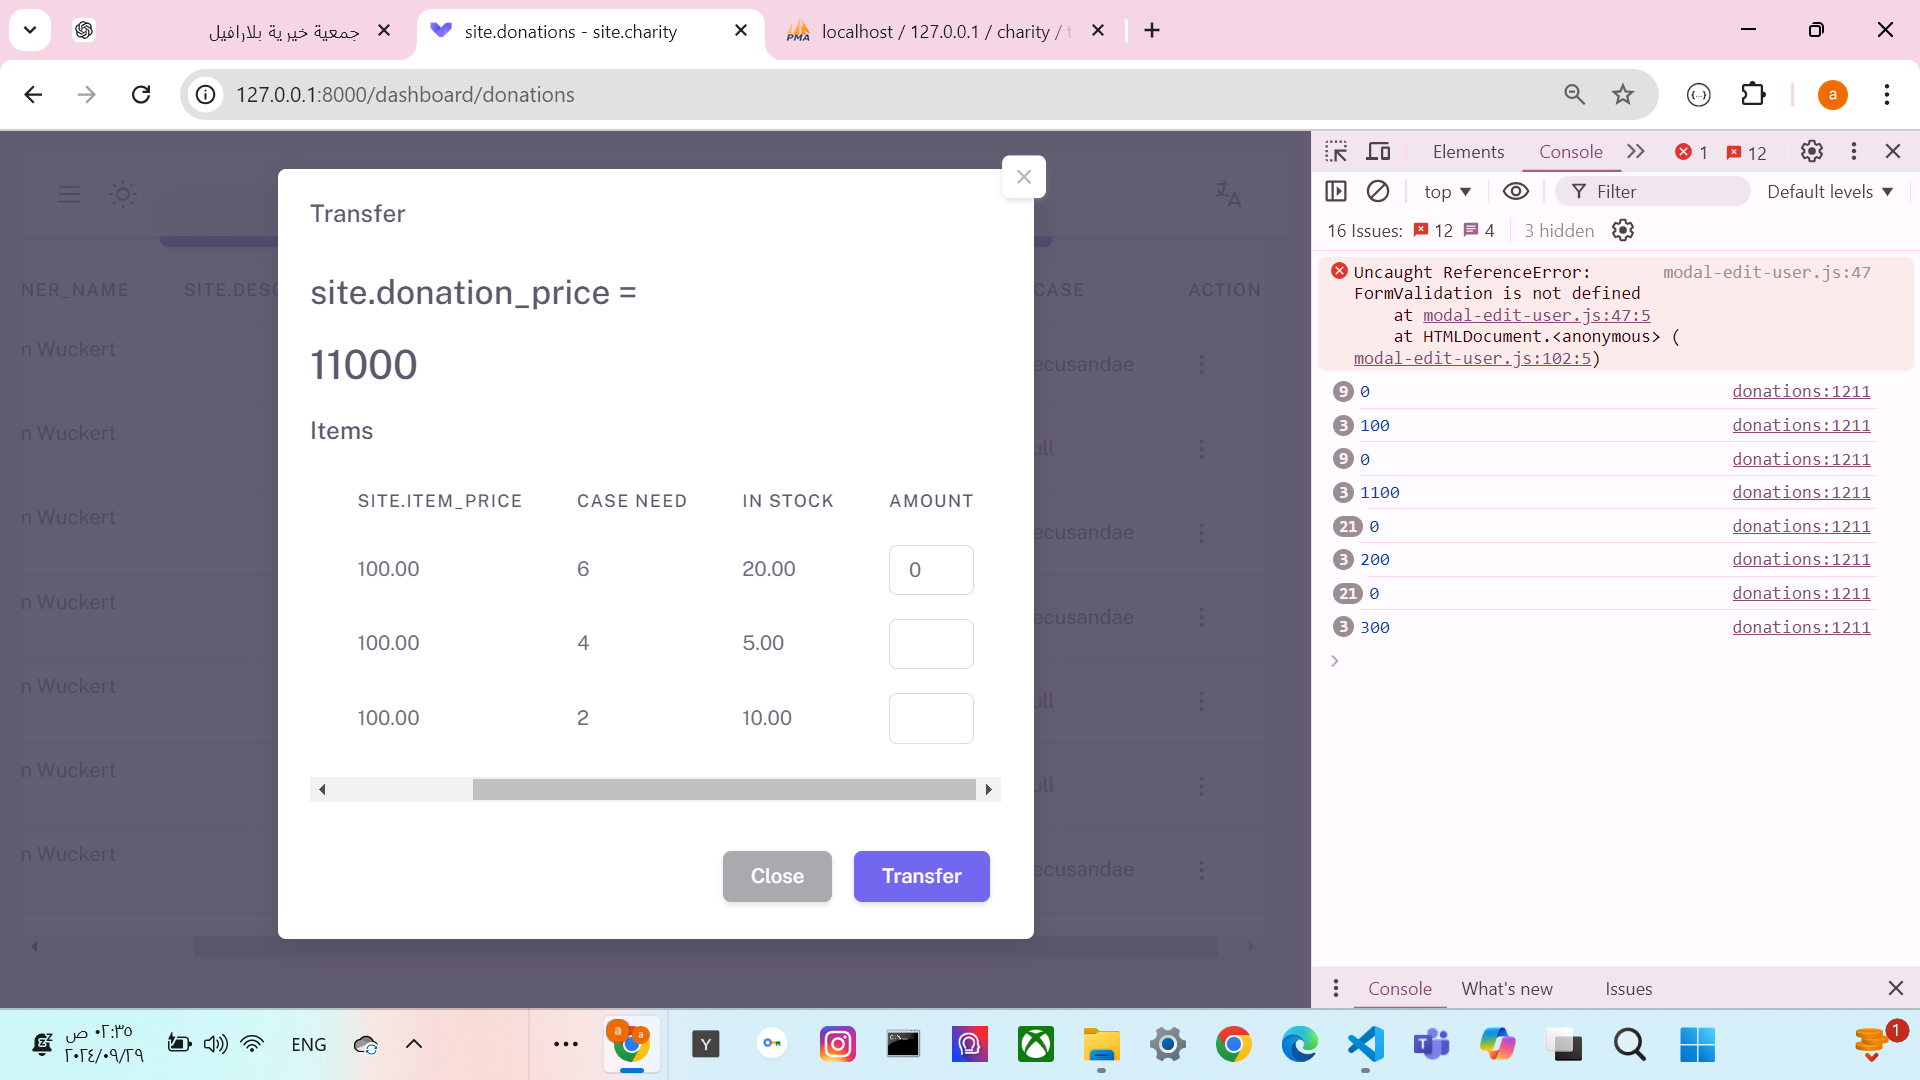 جمعية خيرية بلارافيل
site.donations - site.charity
localhost / 127.0.0.1 / charity / t
127.0.0.1:8000/dashboard/donations
a
Transfer
site.donation_price =
11000
Items
SITE.ITEM_PRICE CASE NEED IN STOCK AMOUNT
100.00 6 20.00 0
100.00 4 5.00
100.00 2 10.00
Close Transfer
NER_NAME SITE.DESC CASE ACTION
n Wuckert ecusandae
n Wuckert ull
n Wuckert ecusandae
n Wuckert ecusandae
n Wuckert ull
n Wuckert ull
n Wuckert ecusandae
Elements Console 1 12
top Filter Default levels
16 Issues: 12 4 3 hidden
Uncaught ReferenceError: modal-edit-user.js:47
FormValidation is not defined
at modal-edit-user.js:47:5
at HTMLDocument.<anonymous> (
modal-edit-user.js:102:5)
9 0 donations:1211
3 100 donations:1211
9 0 donations:1211
3 1100 donations:1211
21 0 donations:1211
3 200 donations:1211
21 0 donations:1211
3 300 donations:1211
Console What's new Issues
٠٢:٣٥ ص
٢٠٢٤/٠٩/٢٩
ENG
a a
Y
1